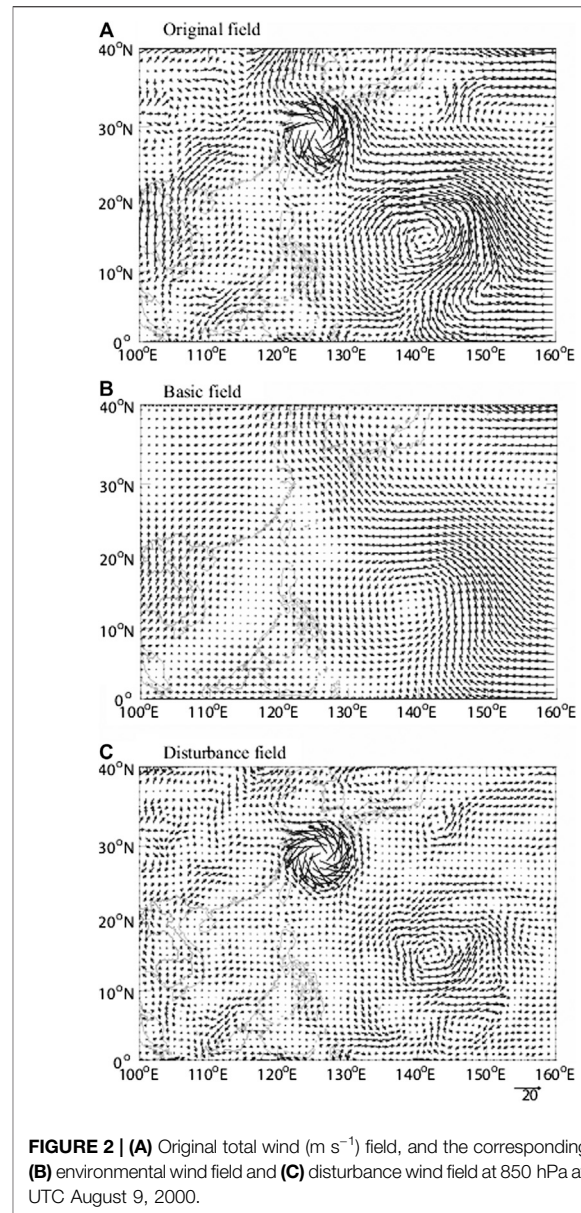 A Original field
40°N
30°N
20°N
10°N
0°
100°E 110°E 120°E 130°E 140°E 150°E 160°E
B Basic field
40°N
30°N
20°N
10°N
0°
100°E 110°E 120°E 130°E 140°E 150°E 160°E
C Disturbance field
40°N
30°N
20°N
10°N
0°
100°E 110°E 120°E 130°E 140°E 150°E 160°E
20
FIGURE 2 | (A) Original total wind (m s⁻¹) field, and the corresponding
(B) environmental wind field and (C) disturbance wind field at 850 hPa a
UTC August 9, 2000.